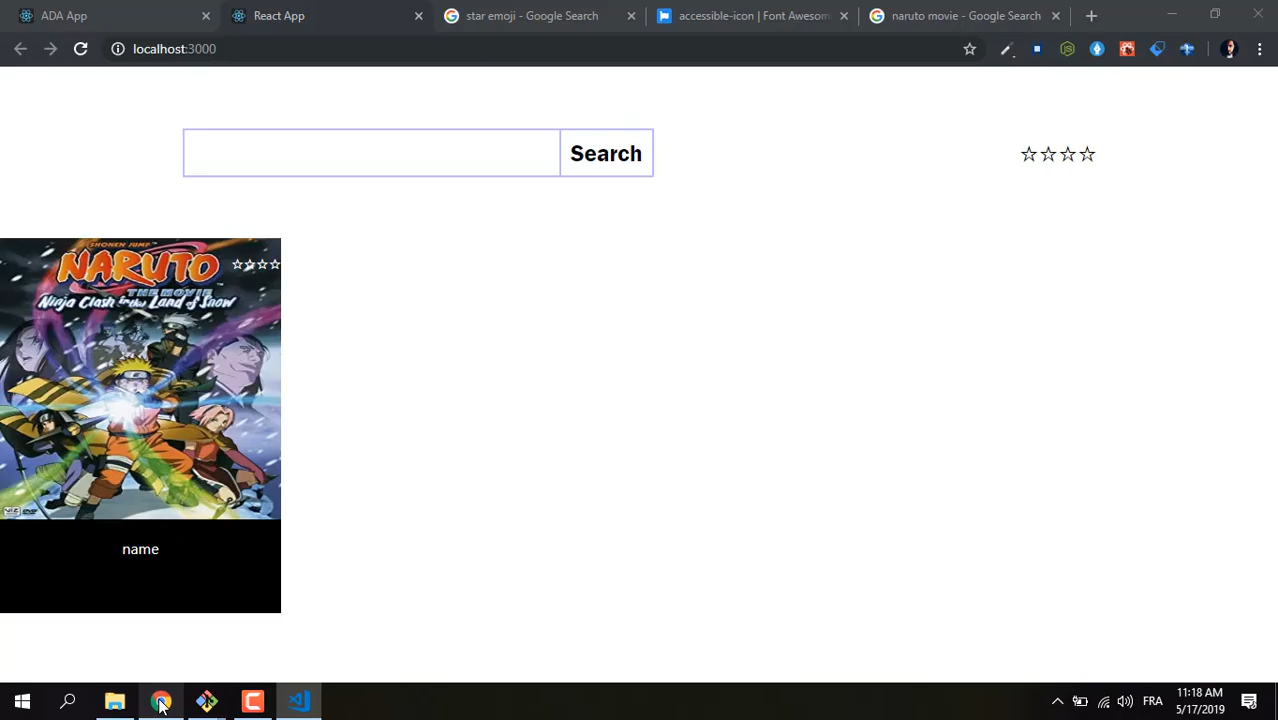 ADA App
React App
star emoji - Google Search
accessible-icon | Font Awesom
naruto movie - Google Search
localhost:3000
Search
☆☆☆☆
SHONEN JUMP
NARUTO
THE MOVIE
Ninja Clash in the Land of Snow
☆☆☆☆
VIZ DVD
name
FRA
11:18 AM
5/17/2019